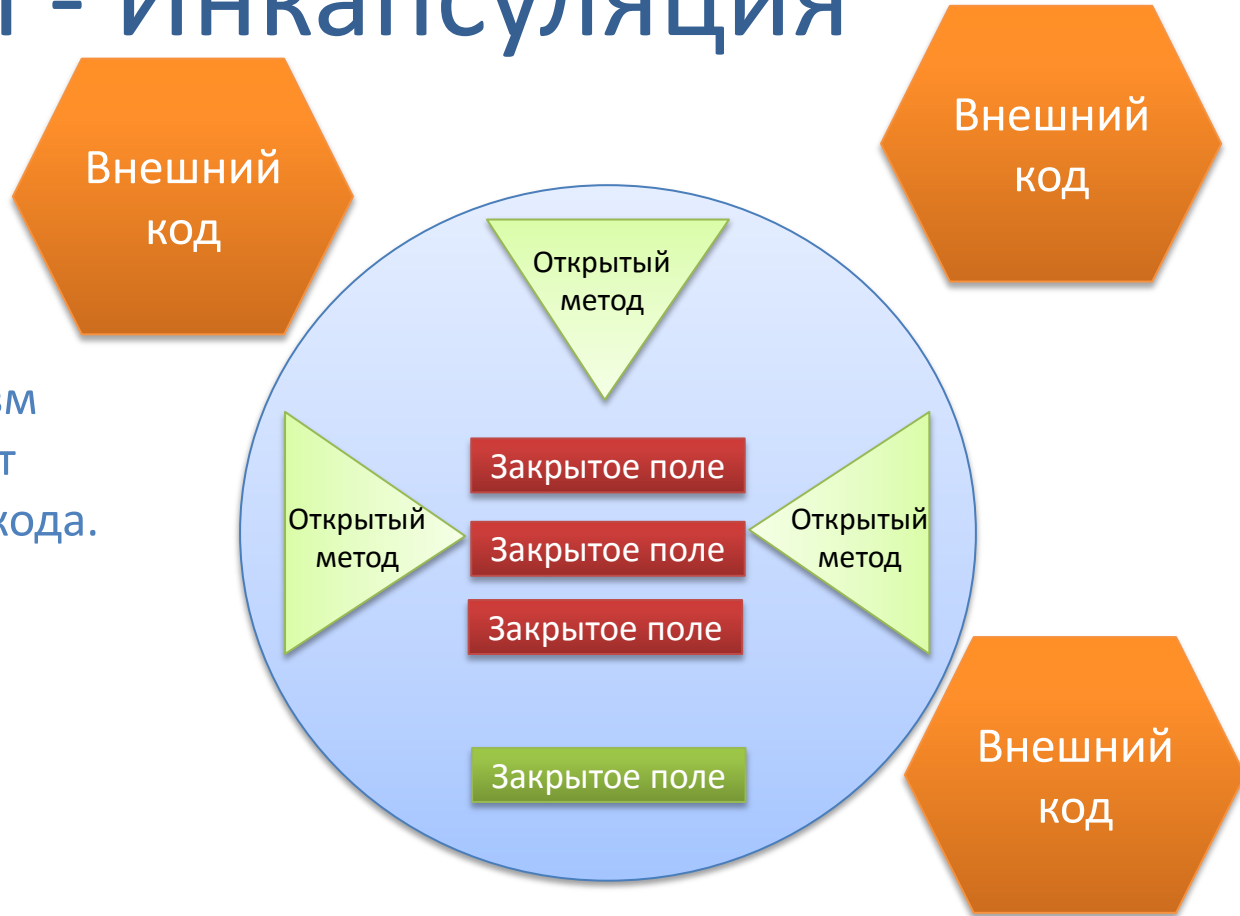 - Инкапсуляция
Внешний
код
Внешний
код
Открытый
метод
кода.
Закрытое поле
Открытый
метод
Закрытое поле
Открытый
метод
Закрытое поле
Закрытое поле
Внешний
код